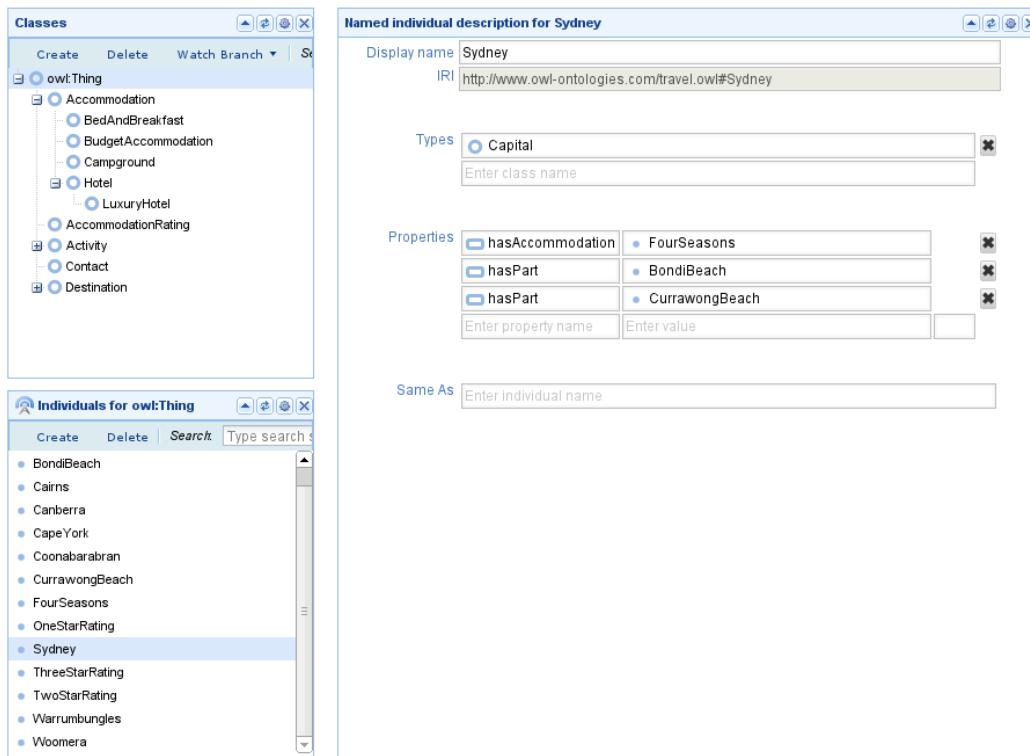 Classes
Create Delete Watch Branch
owl:Thing
Accommodation
BedAndBreakfast
BudgetAccommodation
Campground
Hotel
LuxuryHotel
AccommodationRating
Activity
Contact
Destination
Individuals for owl:Thing
Create Delete Search: Type search
BondiBeach
Cairns
Canberra
CapeYork
Coonabarabran
CurrawongBeach
FourSeasons
OneStarRating
Sydney
ThreeStarRating
TwoStarRating
Warrumbungles
Woomera
Named individual description for Sydney
Display name Sydney
IRI http://www.owl-ontologies.com/travel.owl#Sydney
Types Capital
Enter class name
Properties hasAccommodation FourSeasons
hasPart BondiBeach
hasPart CurrawongBeach
Enter property name Enter value
Same As Enter individual name